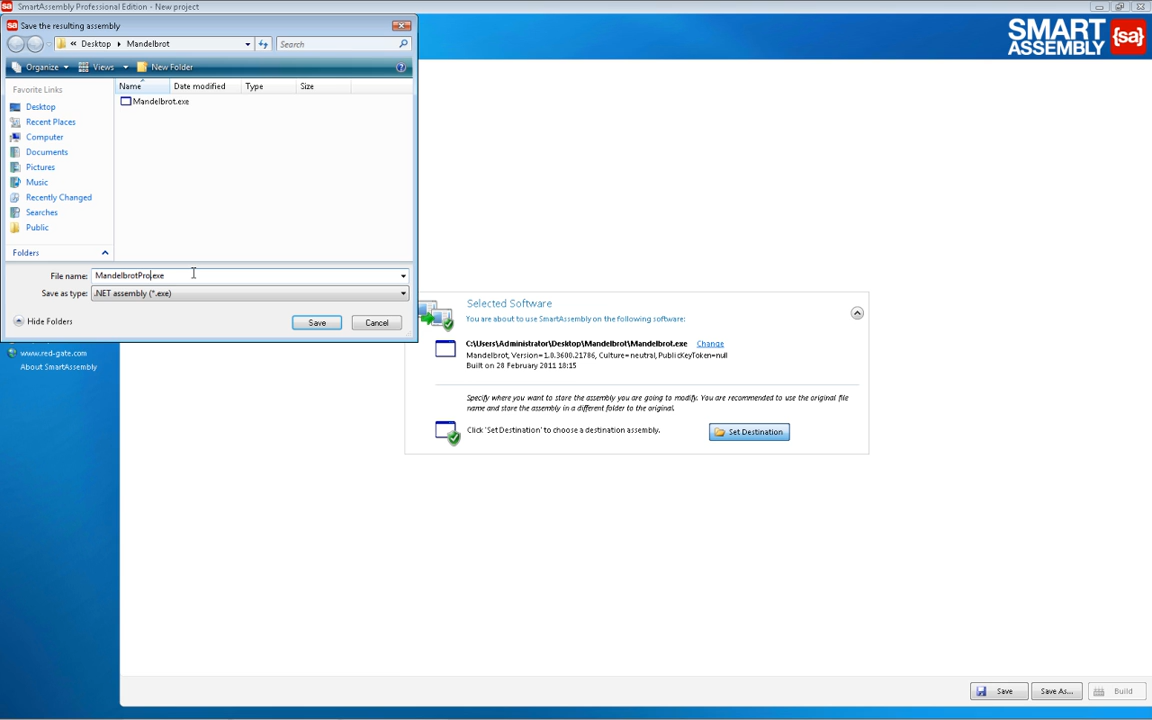 SmartAssembly Professional Edition - New project
SMART
ASSEMBLY {sa}
sa Save the resulting assembly
« Desktop ▸ Mandelbrot
Search
Organize
Views
New Folder
Favorite Links
Name
Date modified
Type
Size
Mandelbrot.exe
Desktop
Recent Places
Computer
Documents
Pictures
Music
Recently Changed
Searches
Public
Folders
File name: MandelbrotPro.exe
Save as type: .NET assembly (*.exe)
Hide Folders
Save
Cancel
www.red-gate.com
About SmartAssembly
Selected Software
You are about to use SmartAssembly on the following software:
C:\Users\Administrator\Desktop\Mandelbrot\Mandelbrot.exe Change
Mandelbrot, Version=1.0.3600.21786, Culture=neutral, PublicKeyToken=null
Built on 28 February 2011 18:15
Specify where you want to store the assembly you are going to modify. You are recommended to use the original file
name and store the assembly in a different folder to the original.
Click 'Set Destination' to choose a destination assembly.
Set Destination
Save
Save As...
Build